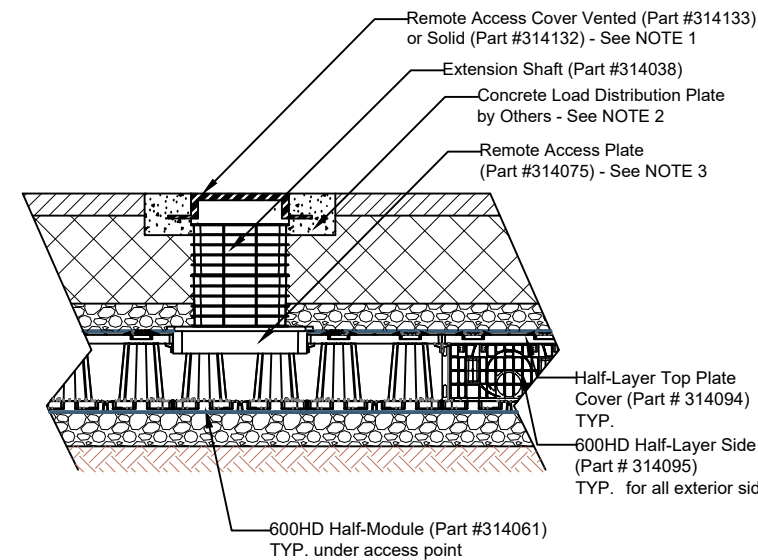 Remote Access Cover Vented (Part #314133)
or Solid (Part #314132) - See NOTE 1
Extension Shaft (Part #314038)
Concrete Load Distribution Plate
by Others - See NOTE 2
Remote Access Plate
(Part #314075) - See NOTE 3
Half-Layer Top Plate
Cover (Part # 314094)
TYP.
600HD Half-Layer Side
(Part # 314095)
TYP. for all exterior
600HD Half-Module (Part #314061)
TYP. under access point